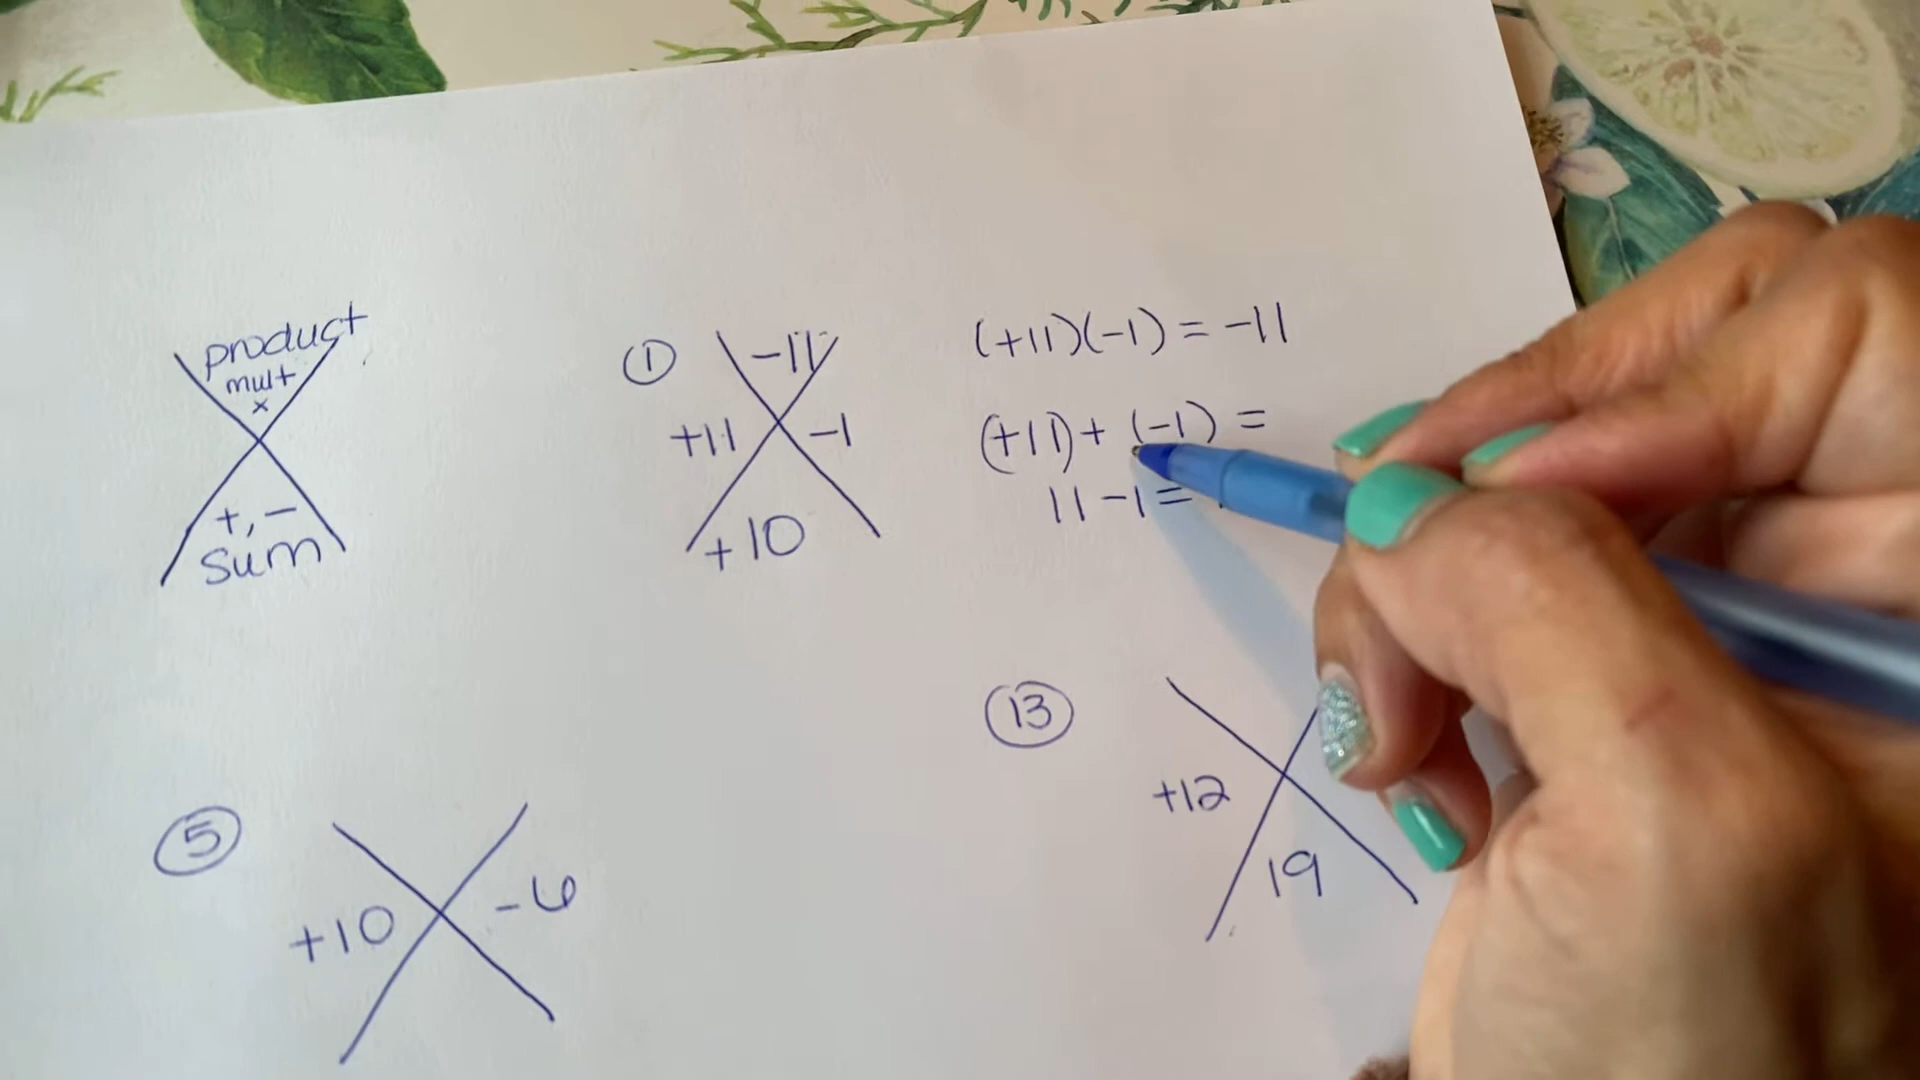 product
mult
×
+, -
sum
① -11
+11 -1
+10
(+11)(-1) = -11
(+11) + (-1) =
11 - 1 =
⑬
+12
19
⑤
+10 -6